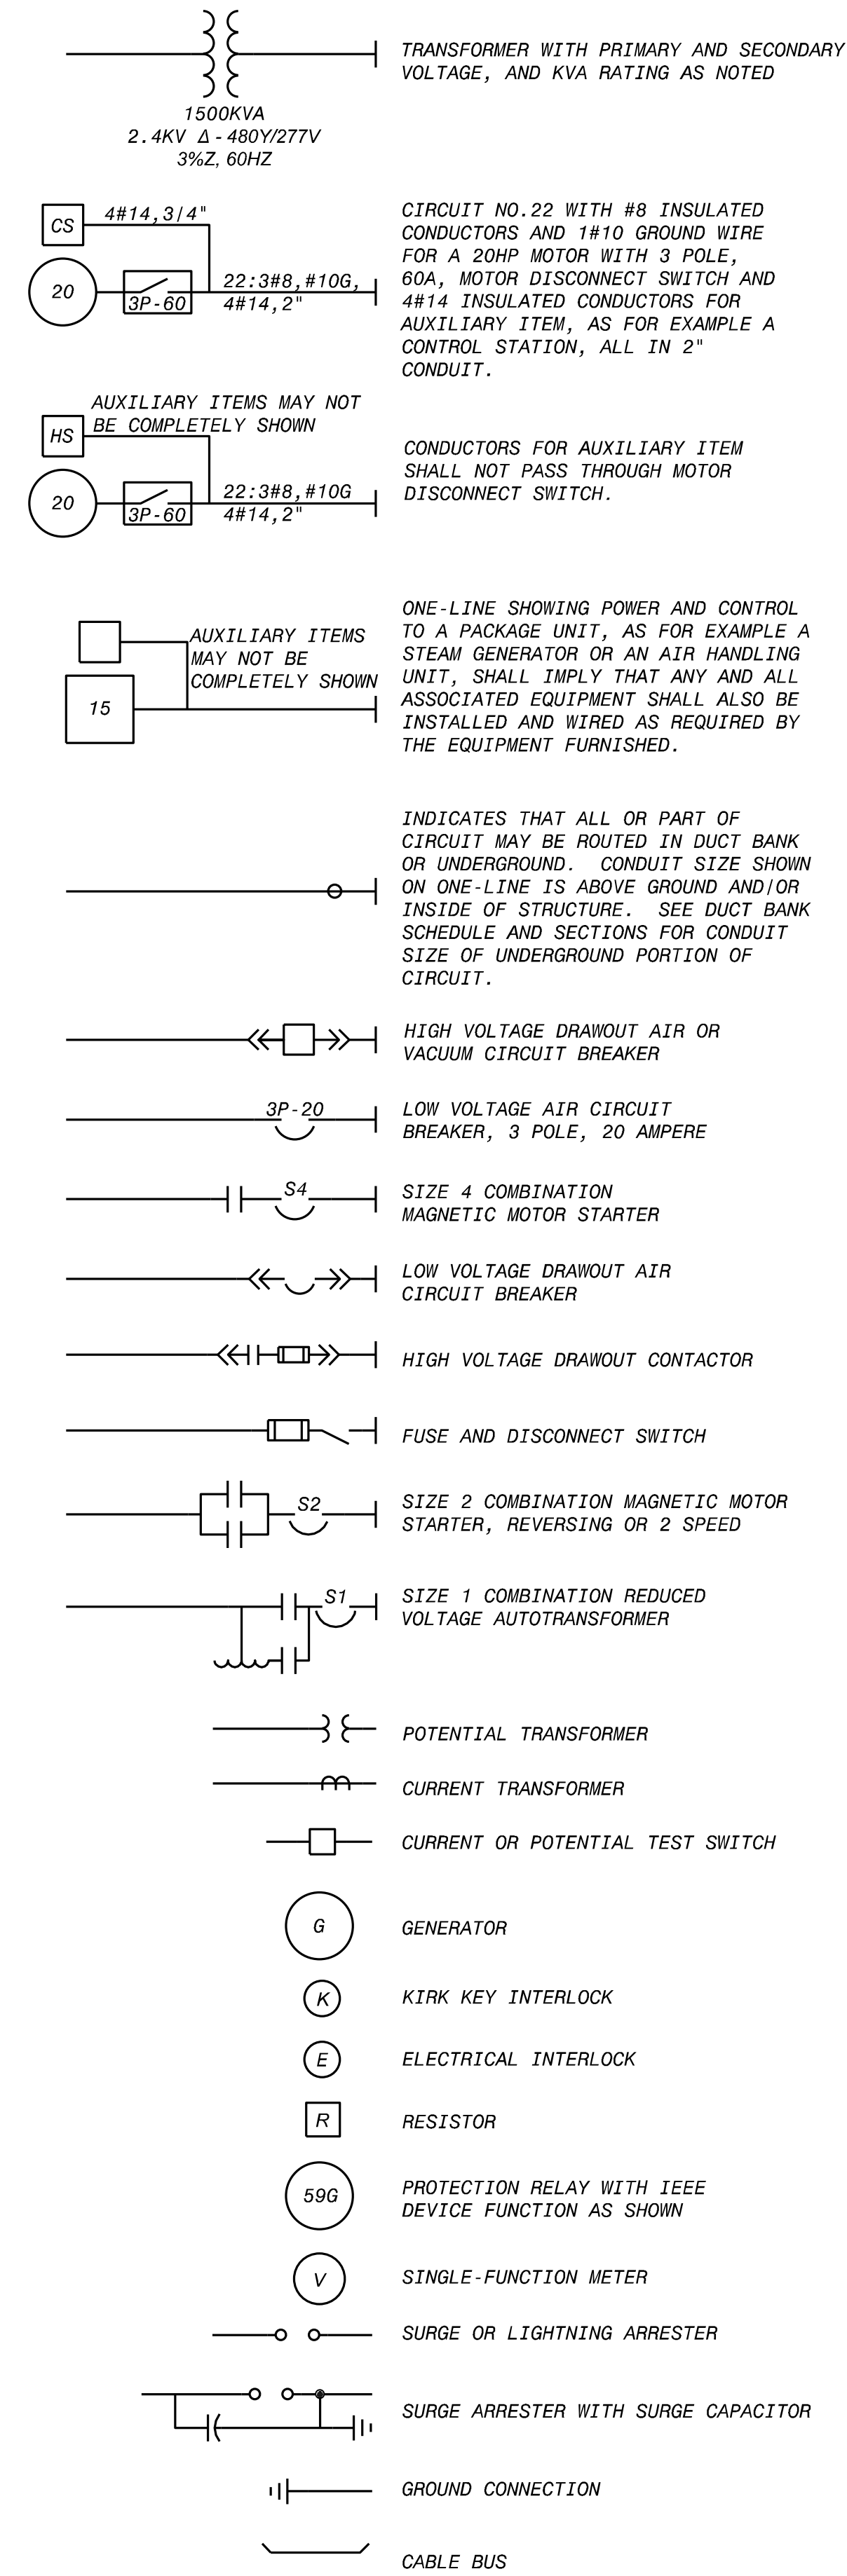 TRANSFORMER WITH PRIMARY AND SECONDARY
VOLTAGE, AND KVA RATING AS NOTED
1500KVA
2.4KV Δ - 480Y/277V
3%Z, 60HZ
CS
4#14,3/4"
20
3P-60
22:3#8,#10G,
4#14,2"
CIRCUIT NO.22 WITH #8 INSULATED
CONDUCTORS AND 1#10 GROUND WIRE
FOR A 20HP MOTOR WITH 3 POLE,
60A, MOTOR DISCONNECT SWITCH AND
4#14 INSULATED CONDUCTORS FOR
AUXILIARY ITEM, AS FOR EXAMPLE A
CONTROL STATION, ALL IN 2"
CONDUIT.
AUXILIARY ITEMS MAY NOT
BE COMPLETELY SHOWN
HS
20
3P-60
22:3#8,#10G
4#14,2"
CONDUCTORS FOR AUXILIARY ITEM
SHALL NOT PASS THROUGH MOTOR
DISCONNECT SWITCH.
AUXILIARY ITEMS
MAY NOT BE
COMPLETELY SHOWN
15
ONE-LINE SHOWING POWER AND CONTROL
TO A PACKAGE UNIT, AS FOR EXAMPLE A
STEAM GENERATOR OR AN AIR HANDLING
UNIT, SHALL IMPLY THAT ANY AND ALL
ASSOCIATED EQUIPMENT SHALL ALSO BE
INSTALLED AND WIRED AS REQUIRED BY
THE EQUIPMENT FURNISHED.
INDICATES THAT ALL OR PART OF
CIRCUIT MAY BE ROUTED IN DUCT BANK
OR UNDERGROUND. CONDUIT SIZE SHOWN
ON ONE-LINE IS ABOVE GROUND AND/OR
INSIDE OF STRUCTURE. SEE DUCT BANK
SCHEDULE AND SECTIONS FOR CONDUIT
SIZE OF UNDERGROUND PORTION OF
CIRCUIT.
HIGH VOLTAGE DRAWOUT AIR OR
VACUUM CIRCUIT BREAKER
3P-20
LOW VOLTAGE AIR CIRCUIT
BREAKER, 3 POLE, 20 AMPERE
S4
SIZE 4 COMBINATION
MAGNETIC MOTOR STARTER
LOW VOLTAGE DRAWOUT AIR
CIRCUIT BREAKER
HIGH VOLTAGE DRAWOUT CONTACTOR
FUSE AND DISCONNECT SWITCH
S2
SIZE 2 COMBINATION MAGNETIC MOTOR
STARTER, REVERSING OR 2 SPEED
S1
SIZE 1 COMBINATION REDUCED
VOLTAGE AUTOTRANSFORMER
POTENTIAL TRANSFORMER
CURRENT TRANSFORMER
CURRENT OR POTENTIAL TEST SWITCH
G
GENERATOR
K
KIRK KEY INTERLOCK
E
ELECTRICAL INTERLOCK
R
RESISTOR
59G
PROTECTION RELAY WITH IEEE
DEVICE FUNCTION AS SHOWN
V
SINGLE-FUNCTION METER
SURGE OR LIGHTNING ARRESTER
SURGE ARRESTER WITH SURGE CAPACITOR
GROUND CONNECTION
CABLE BUS